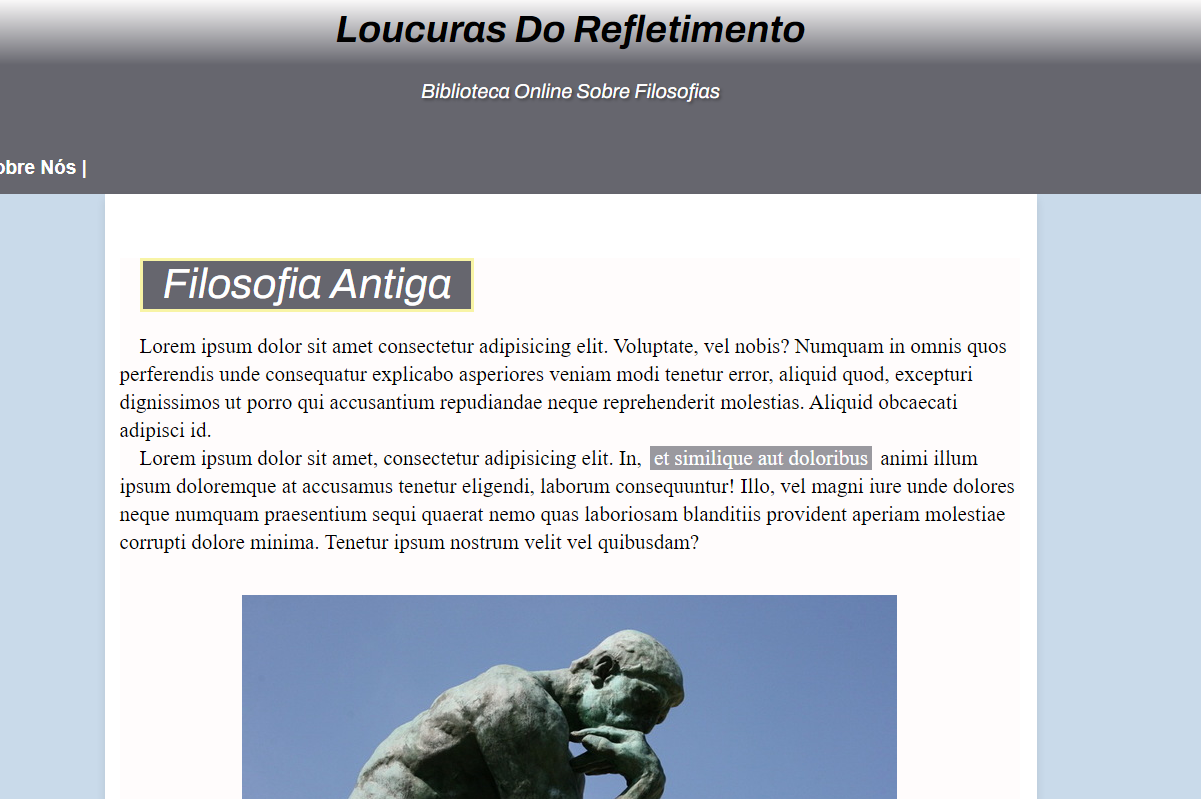 Loucuras Do Refletimento
Biblioteca Online Sobre Filosofias
obre Nós |
Filosofia Antiga
Lorem ipsum dolor sit amet consectetur adipisicing elit. Voluptate, vel nobis? Numquam in omnis quos
perferendis unde consequatur explicabo asperiores veniam modi tenetur error, aliquid quod, excepturi
dignissimos ut porro qui accusantium repudiandae neque reprehenderit molestias. Aliquid obcaecati
adipisci id.
Lorem ipsum dolor sit amet, consectetur adipisicing elit. In, et similique aut doloribus animi illum
ipsum doloremque at accusamus tenetur eligendi, laborum consequuntur! Illo, vel magni iure unde dolores
neque numquam praesentium sequi quaerat nemo quas laboriosam blanditiis provident aperiam molestiae
corrupti dolore minima. Tenetur ipsum nostrum velit vel quibusdam?